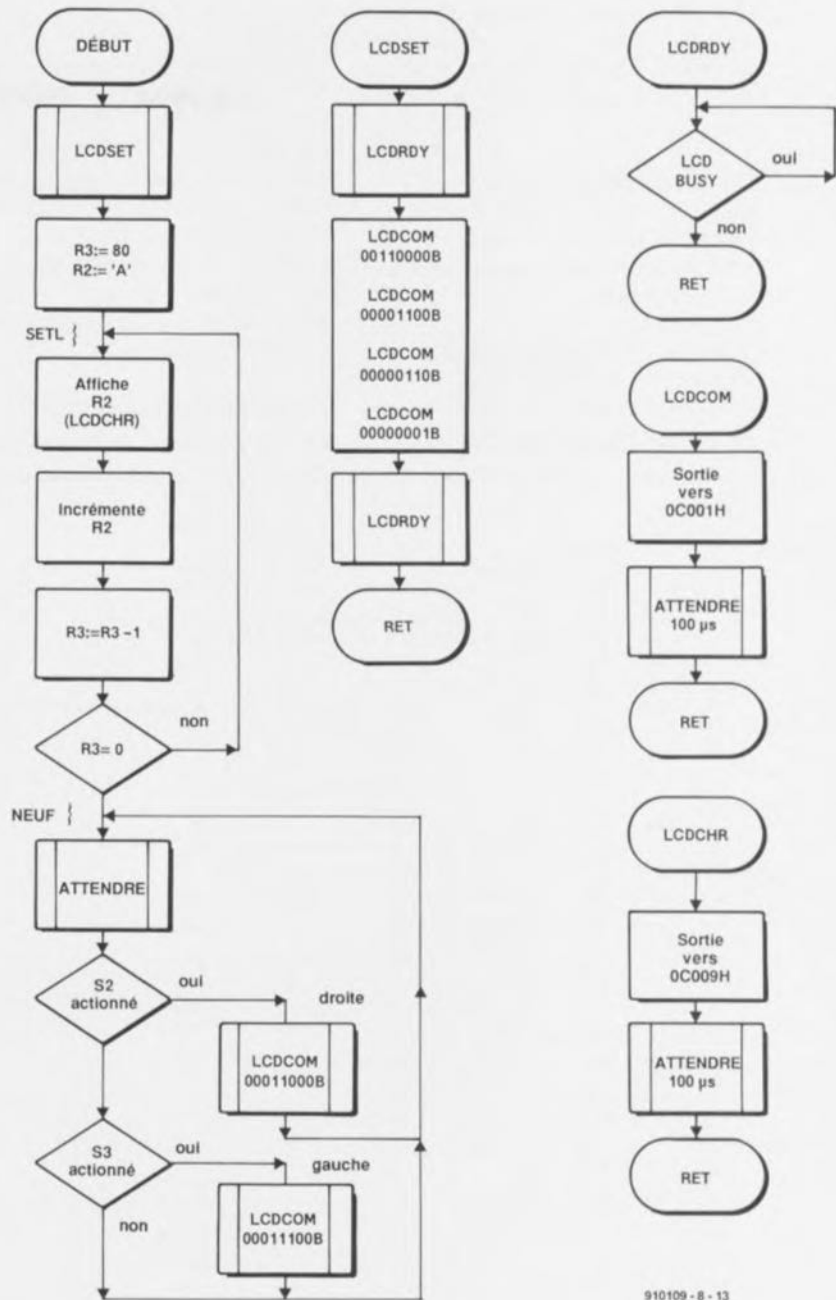 DÉBUT
LCDSET
R3:= 80
R2:= 'A'
SETL }
Affiche
R2
(LCDCHR)
Incrémente
R2
R3:=R3 -1
R3= 0
non
NEUF }
ATTENDRE
S2
actionné
oui
droite
LCDCOM
00011000B
S3
actionné
oui
gauche
LCDCOM
00011100B
non
LCDSET
LCDRDY
LCDCOM
00110000B
LCDCOM
00001100B
LCDCOM
00000110B
LCDCOM
00000001B
LCDRDY
RET
LCDRDY
LCD
BUSY
oui
non
RET
LCDCOM
Sortie
vers
0C001H
ATTENDRE
100 µs
RET
LCDCHR
Sortie
vers
0C009H
ATTENDRE
100 µs
RET
910109 - 8 - 13